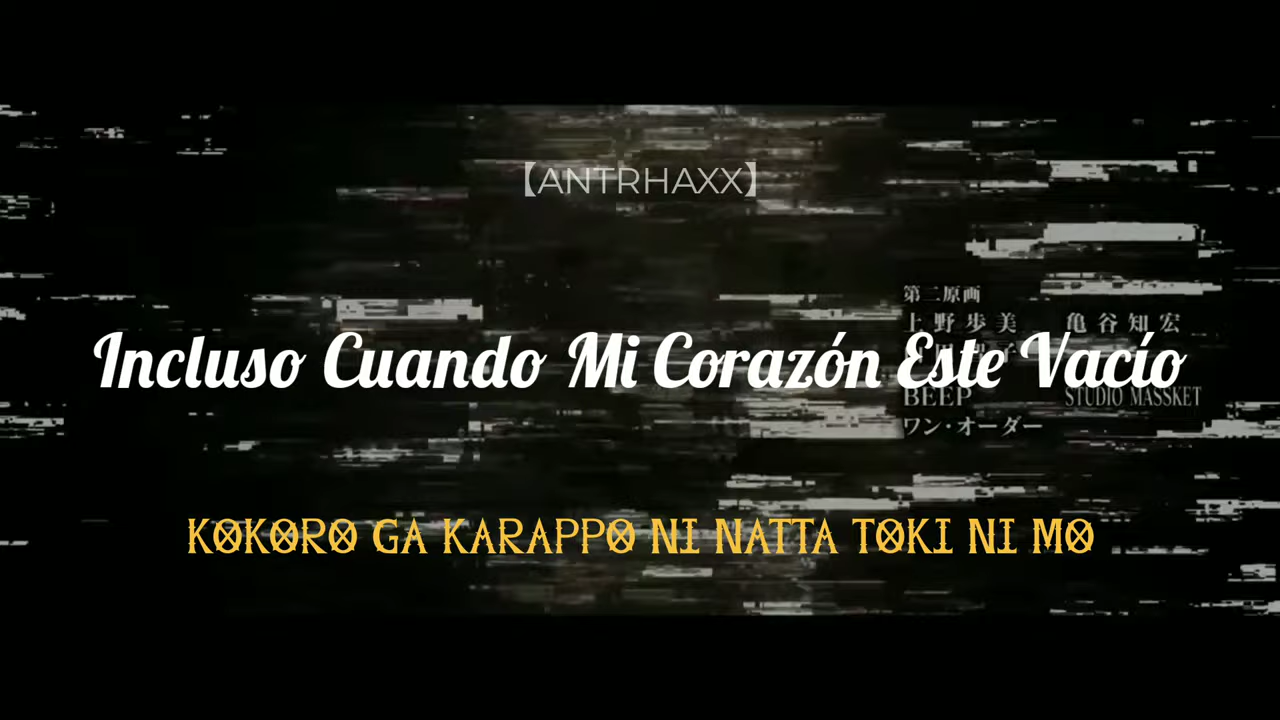 【ANTRHAXX】
第二原画
上野歩美 亀谷知宏
Incluso Cuando Mi Corazón Este Vacío
BEEP STUDIO MASSKET
ワン・オーダー
KOKORO GA KARAPPO NI NATTA TOKI NI MO